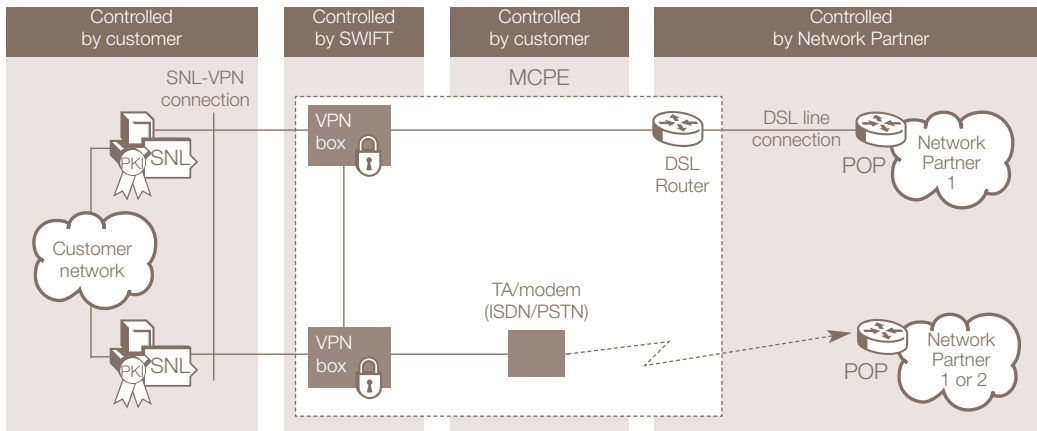 Controlled
by customer
Controlled
by SWIFT
Controlled
by customer
Controlled
by Network Partner
SNL-VPN
connection
MCPE
VPN
box
PKI
SNL
DSL
Router
DSL line
connection
POP
Network
Partner
1
Customer
network
TA/modem
(ISDN/PSTN)
PKI
SNL
VPN
box
POP
Network
Partner
1 or 2